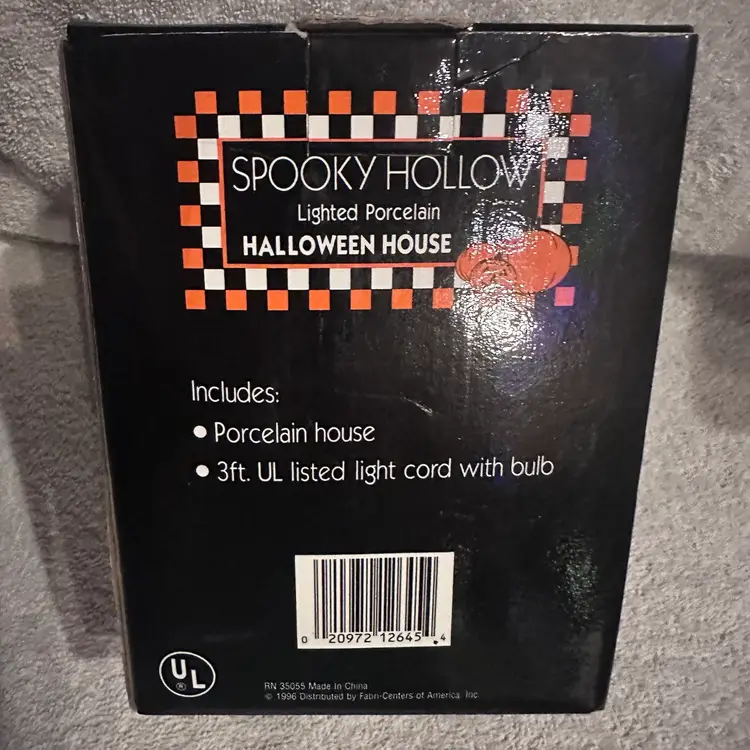 SPOOKY HOLLOW
Lighted Porcelain
HALLOWEEN HOUSE
Includes:
• Porcelain house
• 3ft. UL listed light cord with bulb
0 20972 12645 4
UL
®
RN 35055 Made In China
© 1996 Distributed by Fabri-Centers of America, Inc.